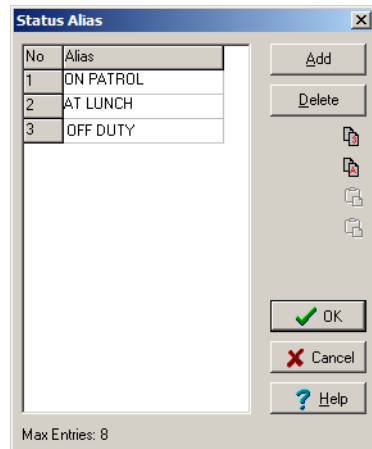 Status Alias
No Alias
1 ON PATROL
2 AT LUNCH
3 OFF DUTY
Add
Delete
OK
Cancel
Help
Max Entries: 8